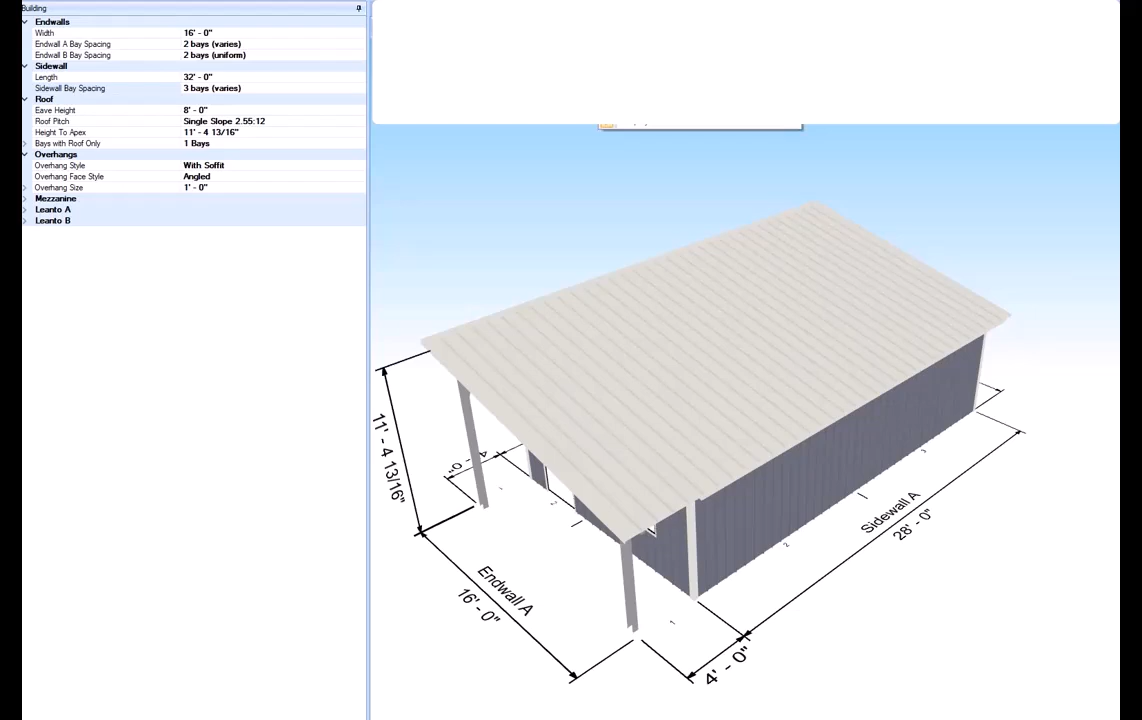 Building
Endwalls
Width 16' - 0"
Endwall A Bay Spacing 2 bays (varies)
Endwall B Bay Spacing 2 bays (uniform)
Sidewall
Length 32' - 0"
Sidewall Bay Spacing 3 bays (varies)
Roof
Eave Height 8' - 0"
Roof Pitch Single Slope 2.55:12
Height To Apex 11' - 4 13/16"
Bays with Roof Only 1 Bays
Overhangs
Overhang Style With Soffit
Overhang Face Style Angled
Overhang Size 1' - 0"
Mezzanine
Leanto A
Leanto B
11' - 4 13/16"
Endwall A
16' - 0"
4' - 0"
Sidewall A
28' - 0"
1
2